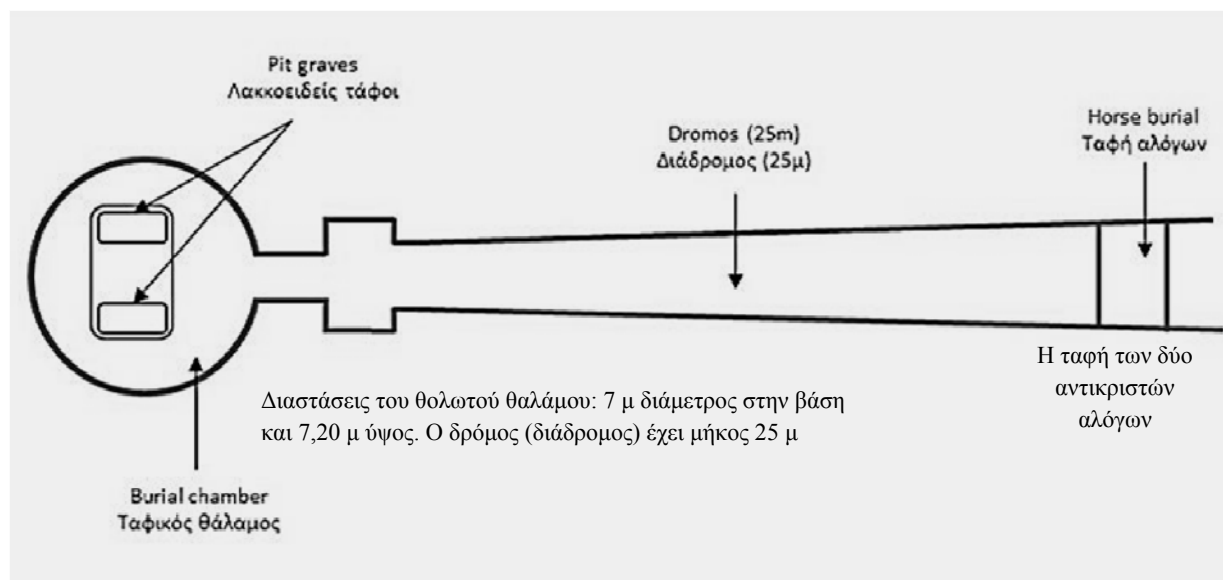 Pit graves
Λακκοειδείς τάφοι
Dromos (25m)
Διάδρομος (25μ)
Horse burial
Ταφή αλόγων
Η ταφή των δύο
αντικριστών
αλόγων
Διαστάσεις του θολωτού θαλάμου: 7 μ διάμετρος στην βάση
και 7,20 μ ύψος. Ο δρόμος (διάδρομος) έχει μήκος 25 μ
Burial chamber
Ταφικός θάλαμος